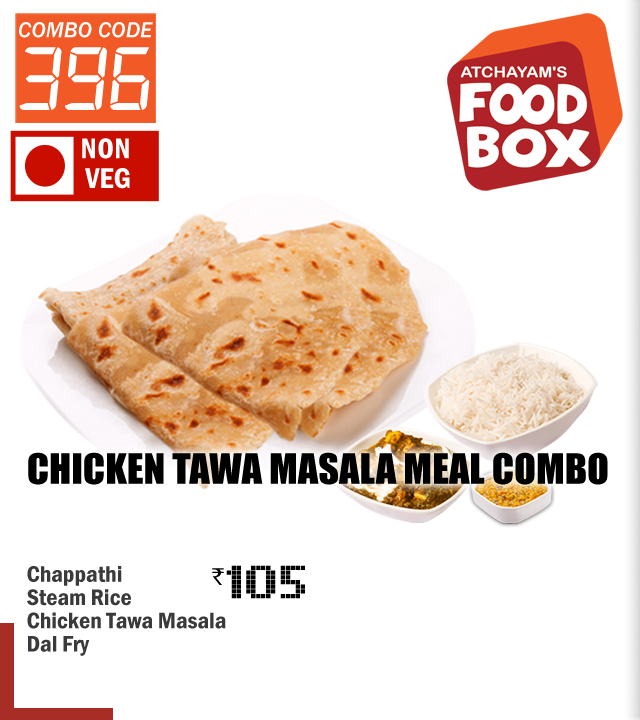 COMBO CODE
396
NON
VEG
ATCHAYAM'S
FOOD
BOX
CHICKEN TAWA MASALA MEAL COMBO
Chappathi
₹105
Steam Rice
Chicken Tawa Masala
Dal Fry